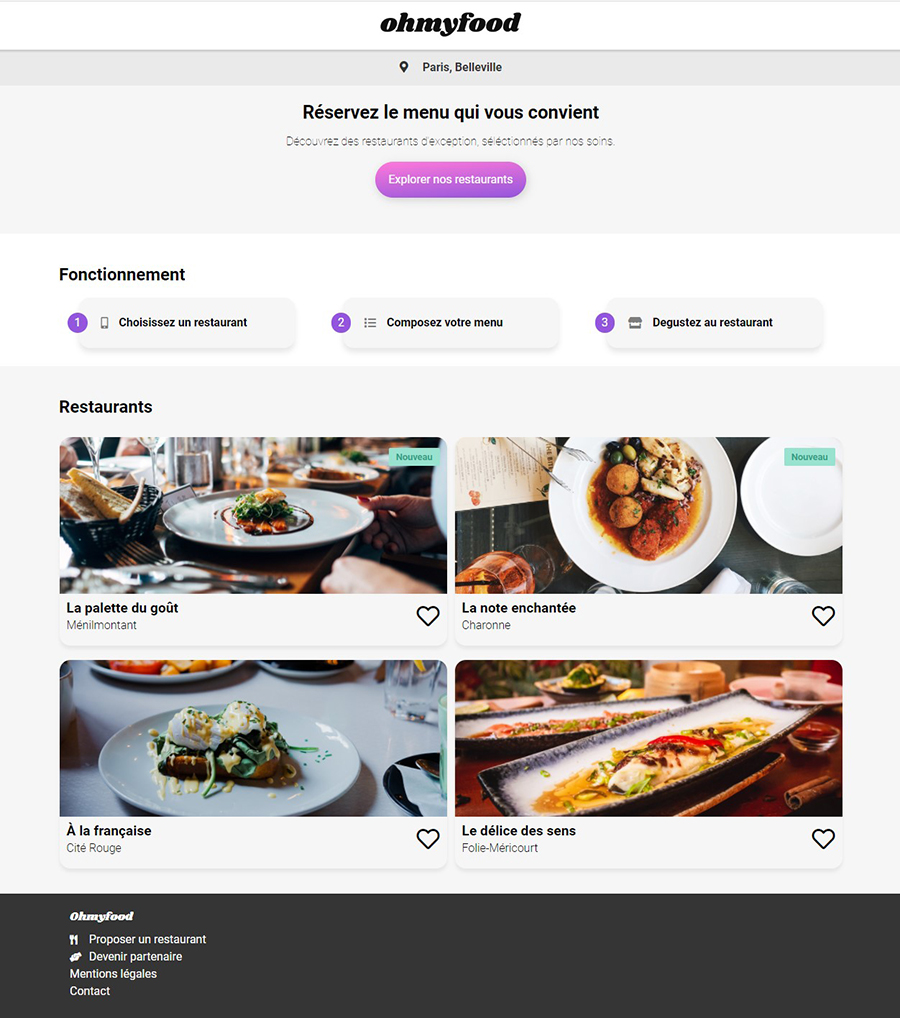 ohmyfood
Paris, Belleville
Réservez le menu qui vous convient
Découvrez des restaurants d'exception, séléctionnés par nos soins.
Explorer nos restaurants
Fonctionnement
1 Choisissez un restaurant
2 Composez votre menu
3 Degustez au restaurant
Restaurants
Nouveau
Nouveau
La palette du goût
Ménilmontant
La note enchantée
Charonne
À la française
Cité Rouge
Le délice des sens
Folie-Méricourt
Ohmyfood
Proposer un restaurant
Devenir partenaire
Mentions légales
Contact